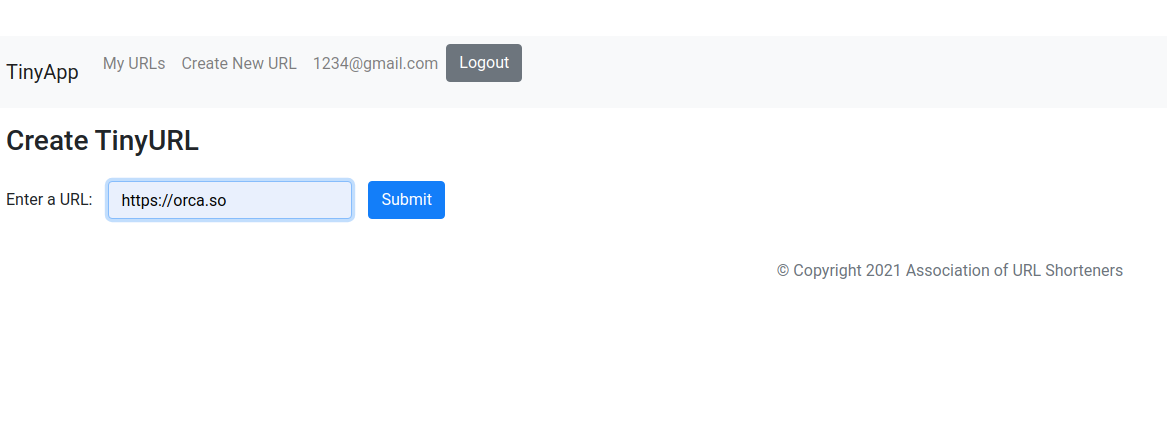 TinyApp My URLs Create New URL 1234@gmail.com Logout
Create TinyURL
Enter a URL: https://orca.so Submit
© Copyright 2021 Association of URL Shorteners